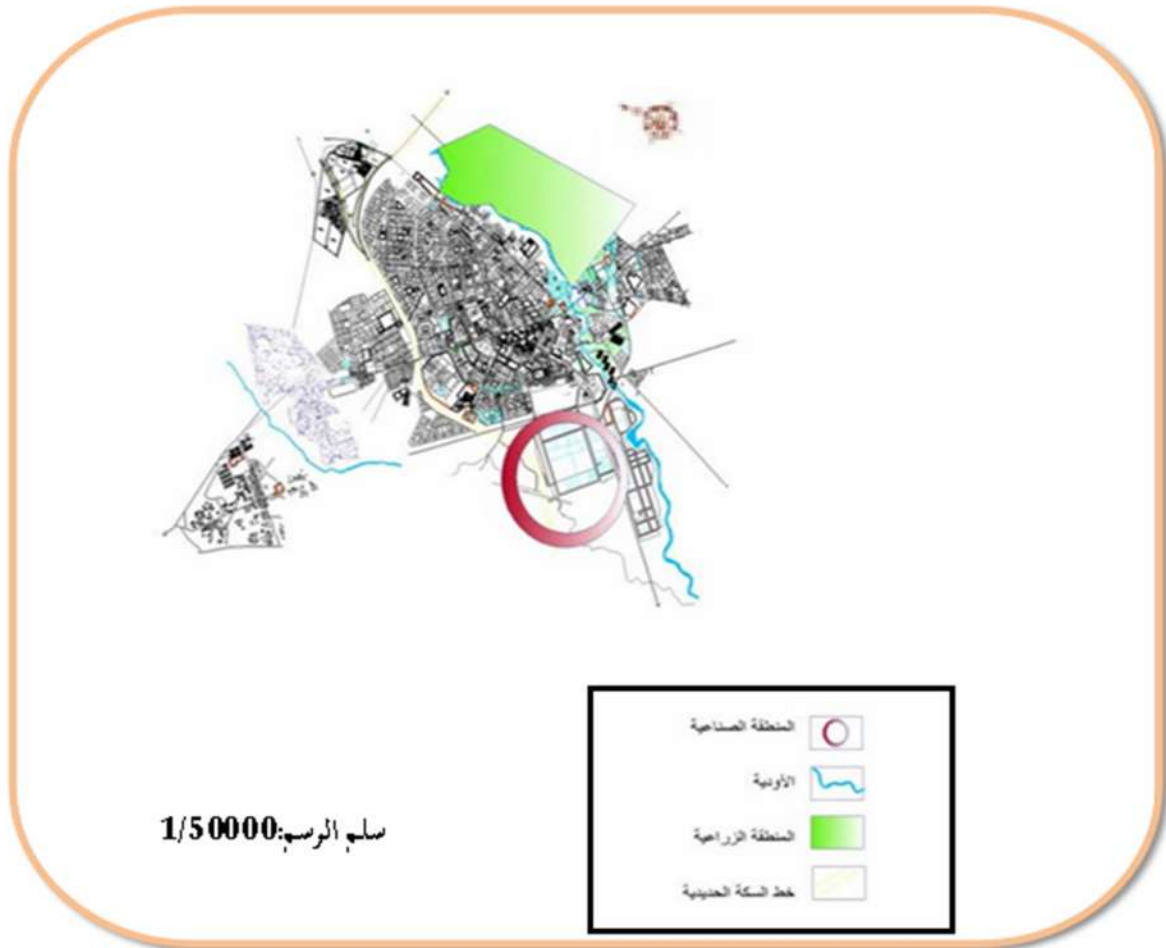 المنطقة الصناعية
الأودية
المنطقة الزراعية
خط السكة الحديدية
سلم الرسم:1/50000